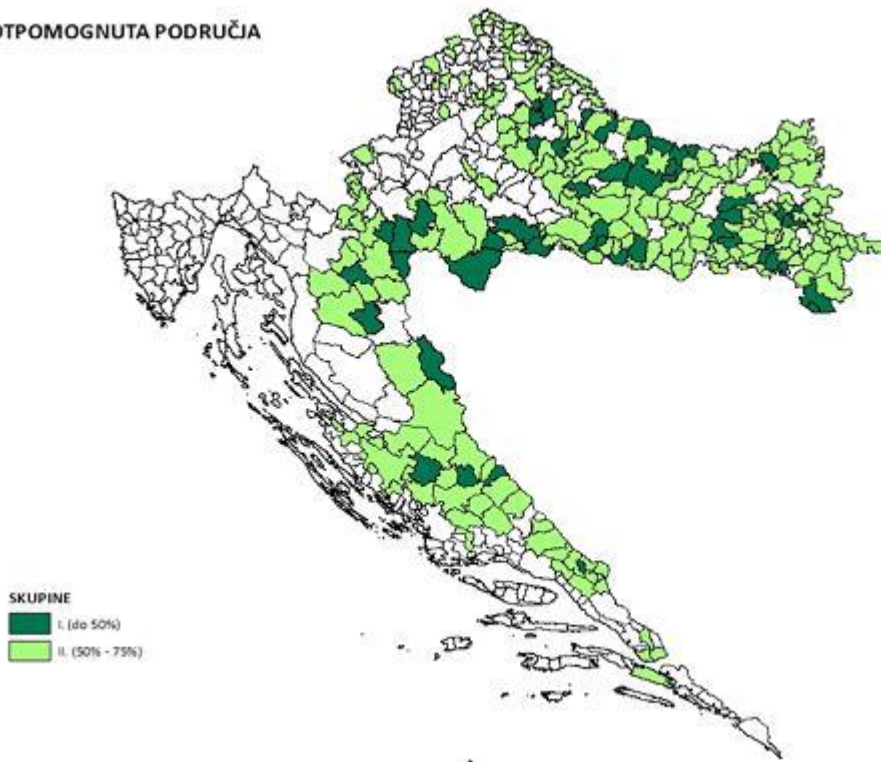 OTPOMOGNUTA PODRUČJA
SKUPINE
I. (do 50%)
II. (50% - 75%)